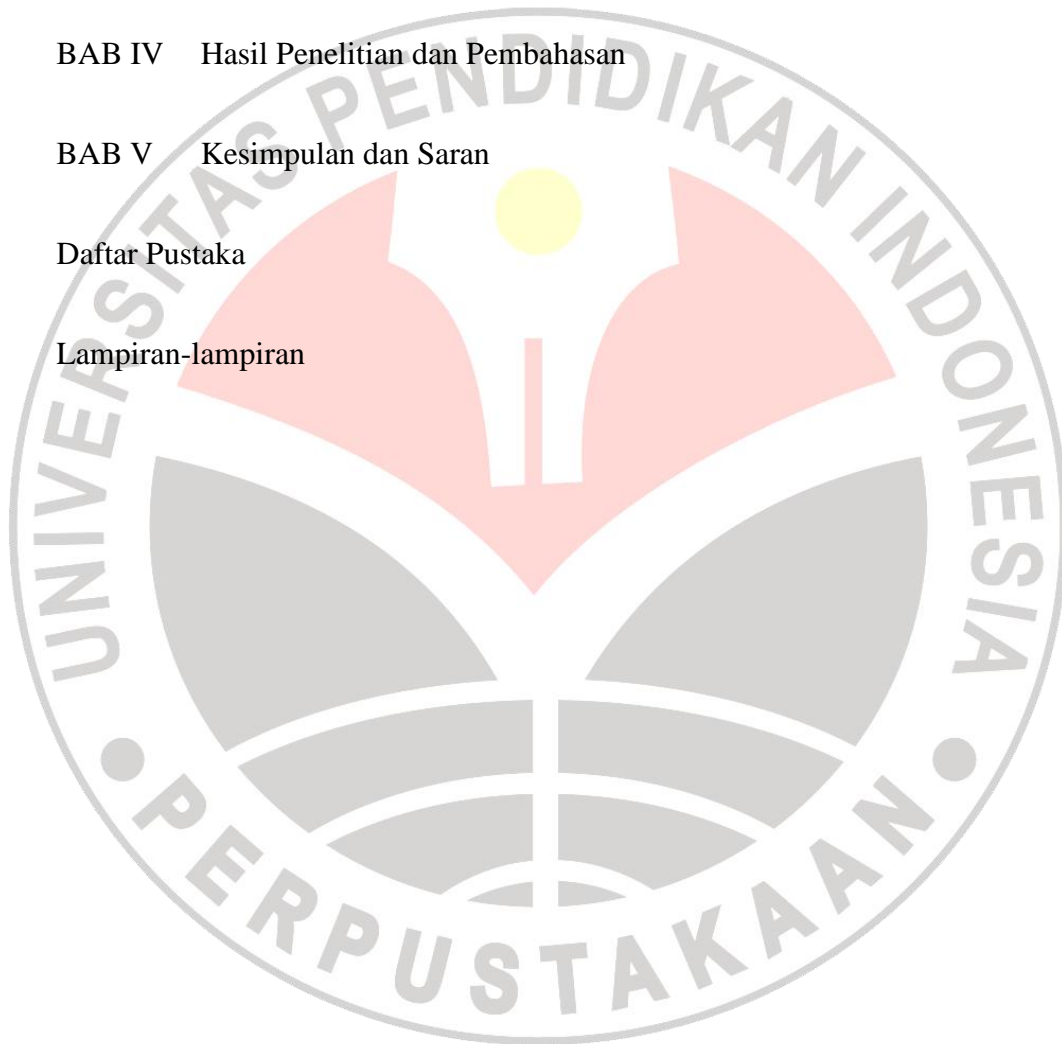 BAB IV Hasil Penelitian dan Pembahasan
BAB V Kesimpulan dan Saran
Daftar Pustaka
Lampiran-lampiran
UNIVERSITAS PENDIDIKAN INDONESIA
PERPUSTAKAAN